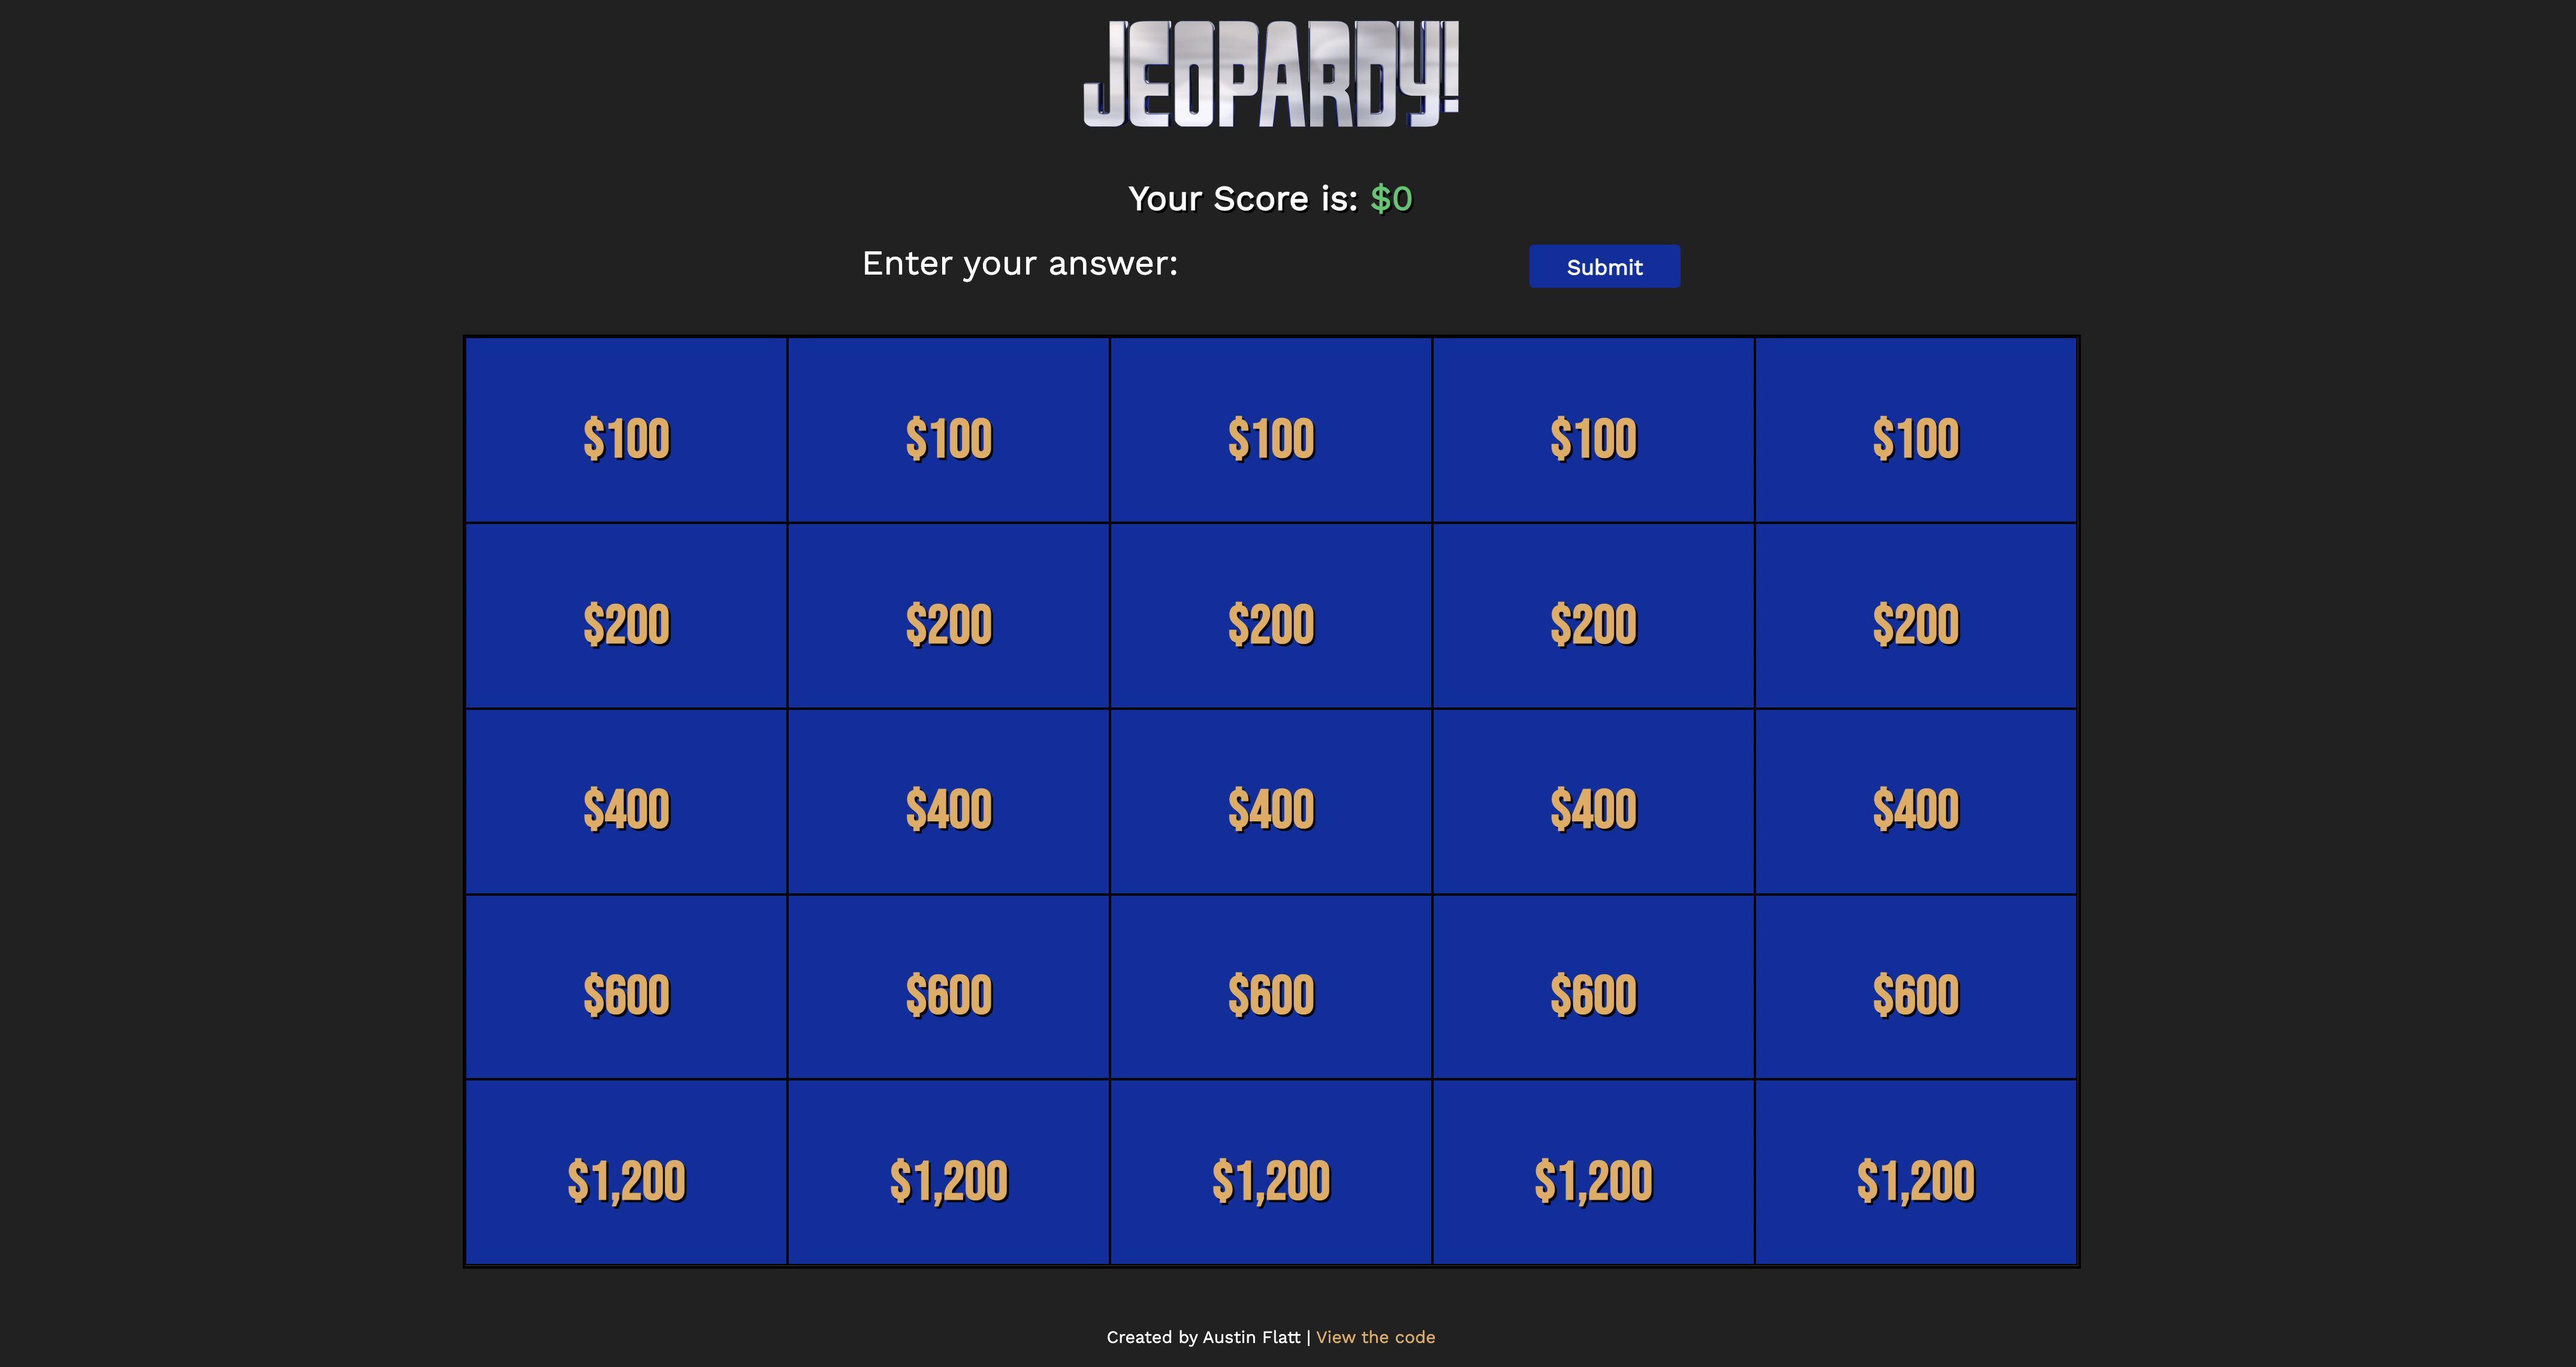 JEOPARDY!
Your Score is: $0
Enter your answer:
Submit
$100 $100 $100 $100 $100
$200 $200 $200 $200 $200
$400 $400 $400 $400 $400
$600 $600 $600 $600 $600
$1,200 $1,200 $1,200 $1,200 $1,200
Created by Austin Flatt | View the code